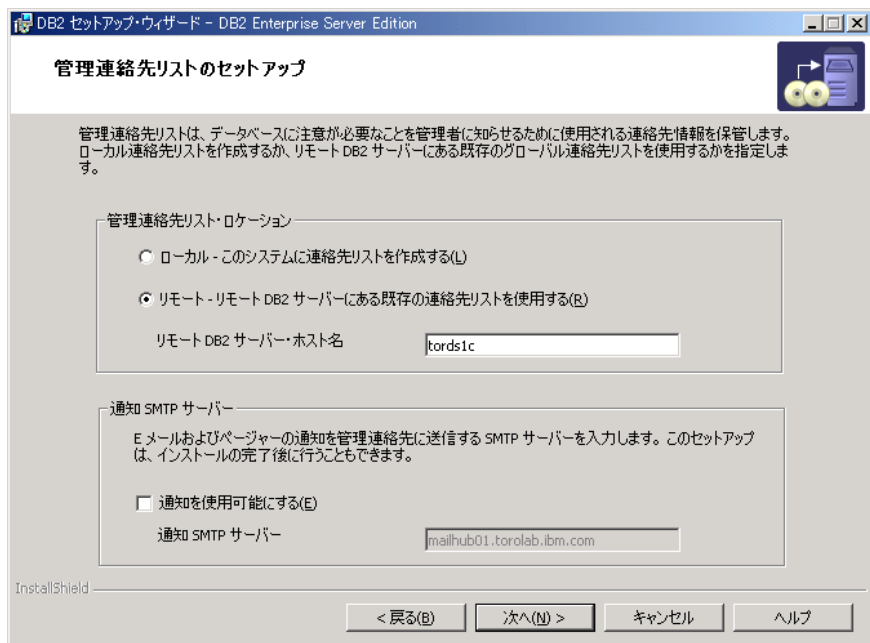 DB2 セットアップ・ウィザード - DB2 Enterprise Server Edition
管理連絡先リストのセットアップ
管理連絡先リストは、データベースに注意が必要なことを管理者に知らせるために使用される連絡先情報を保管します。
ローカル連絡先リストを作成するか、リモート DB2 サーバーにある既存のグローバル連絡先リストを使用するかを指定しま
す。
管理連絡先リスト・ロケーション
ローカル - このシステムに連絡先リストを作成する(L)
リモート - リモート DB2 サーバーにある既存の連絡先リストを使用する(R)
リモート DB2 サーバー・ホスト名
tords1c
通知 SMTP サーバー
E メールおよびページャーの通知を管理連絡先に送信する SMTP サーバーを入力します。このセットアップ
は、インストールの完了後に行うこともできます。
通知を使用可能にする(E)
通知 SMTP サーバー
mailhub01.torolab.ibm.com
InstallShield
< 戻る(B)
次へ(N) >
キャンセル
ヘルプ